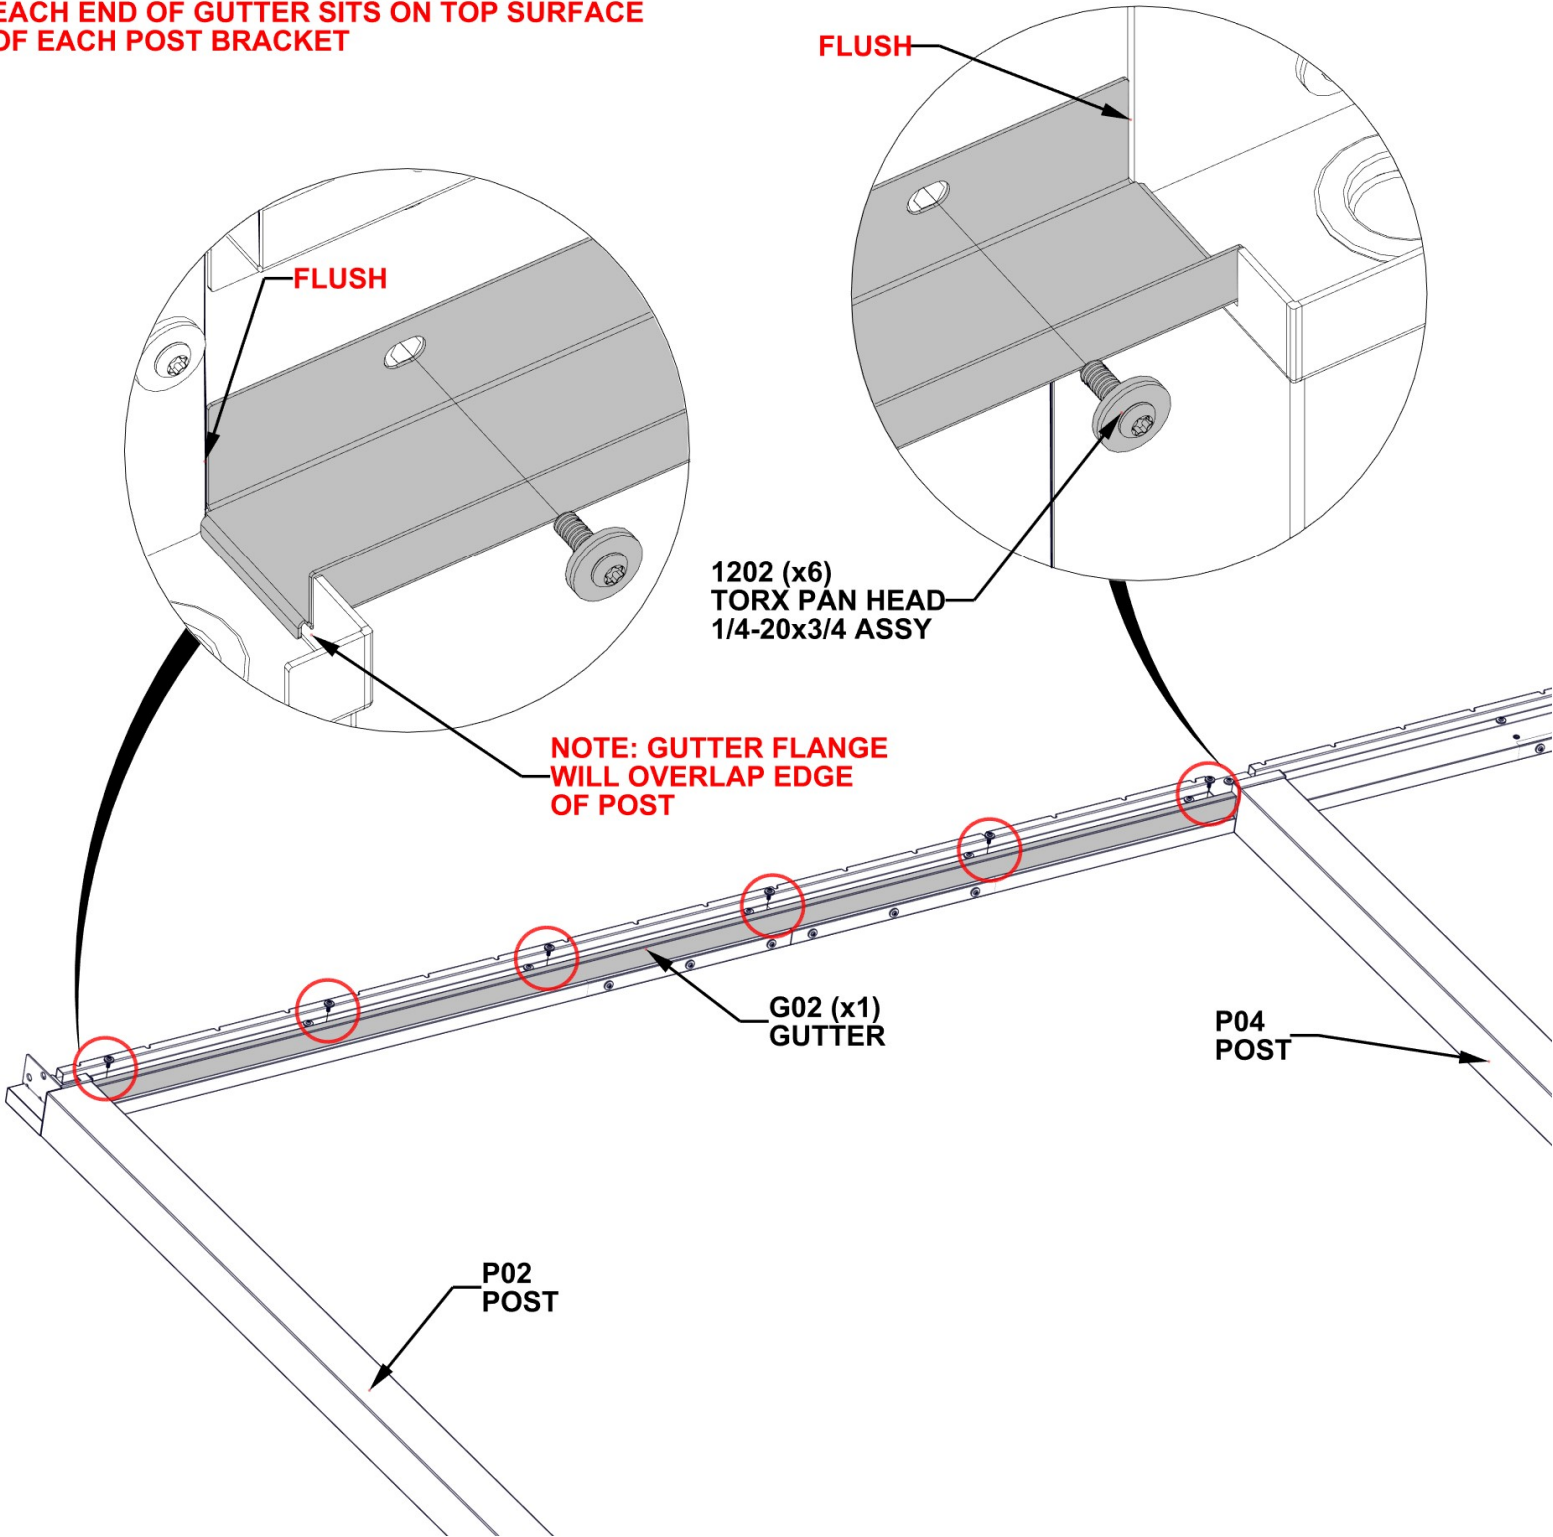 EACH END OF GUTTER SITS ON TOP SURFACE
OF EACH POST BRACKET
FLUSH
FLUSH
1202 (x6)
TORX PAN HEAD
1/4-20x3/4 ASSY
NOTE: GUTTER FLANGE
WILL OVERLAP EDGE
OF POST
G02 (x1)
GUTTER
P04
POST
P02
POST